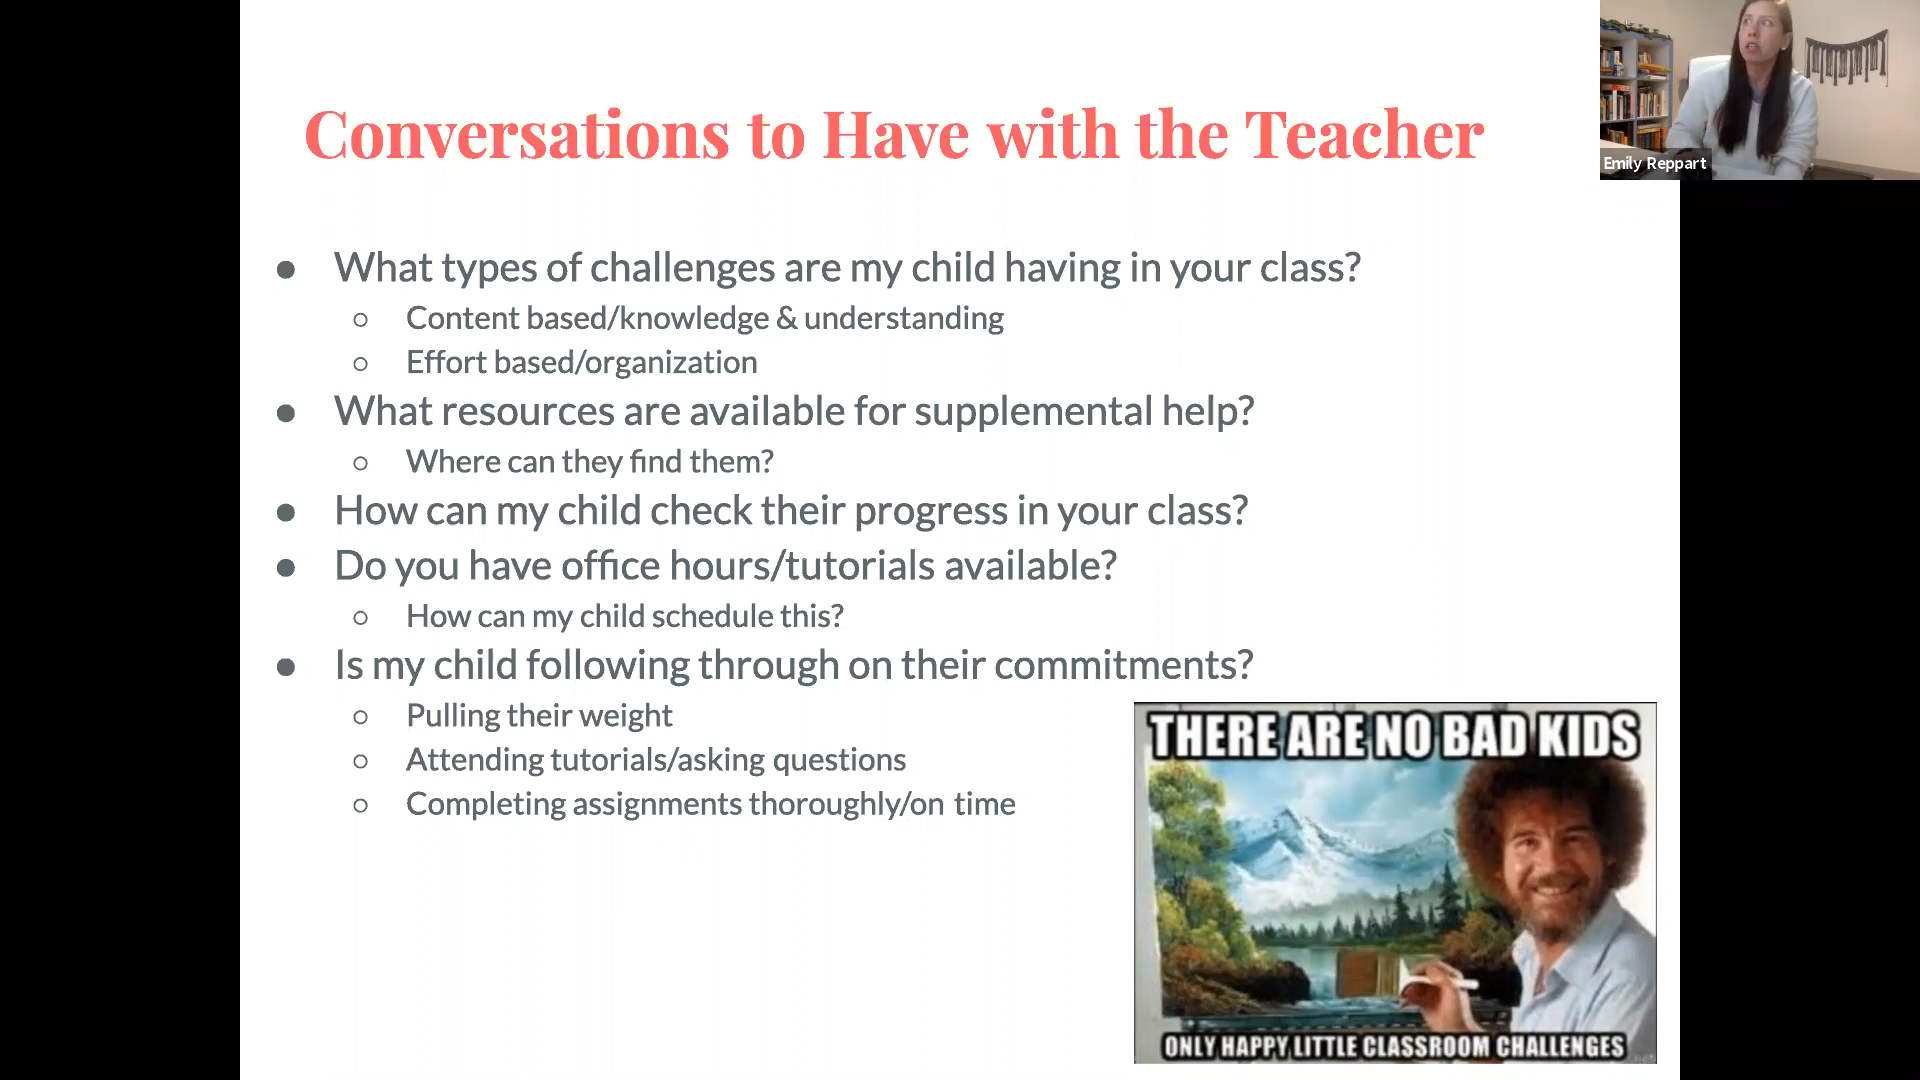 Conversations to Have with the Teacher
Emily Reppart
● What types of challenges are my child having in your class?
○ Content based/knowledge & understanding
○ Effort based/organization
● What resources are available for supplemental help?
○ Where can they find them?
● How can my child check their progress in your class?
● Do you have office hours/tutorials available?
○ How can my child schedule this?
● Is my child following through on their commitments?
○ Pulling their weight
○ Attending tutorials/asking questions
○ Completing assignments thoroughly/on time
THERE ARE NO BAD KIDS
ONLY HAPPY LITTLE CLASSROOM CHALLENGES